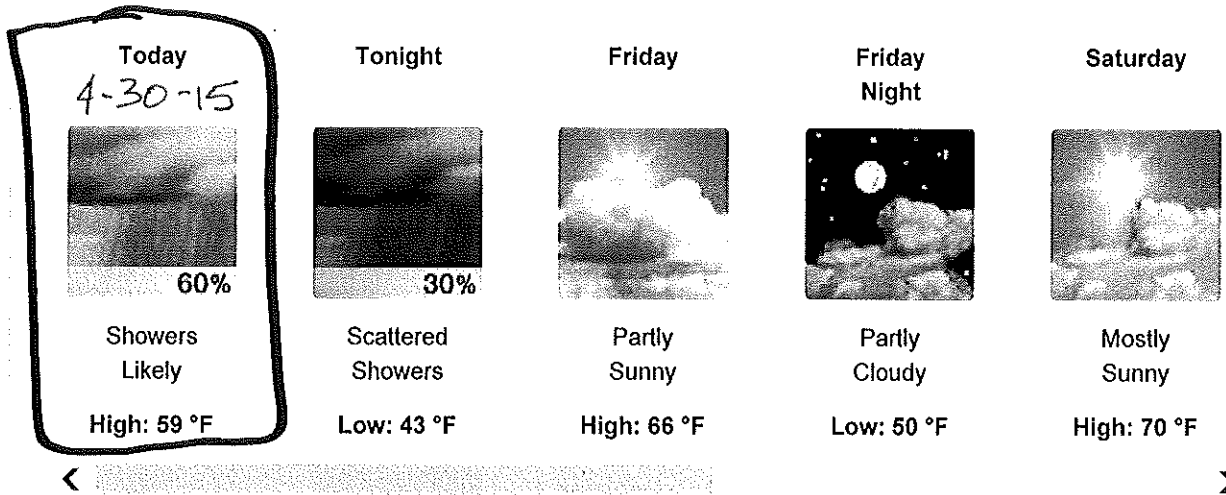 Today
4-30-15
60%
Showers
Likely
High: 59 °F
Tonight
30%
Scattered
Showers
Low: 43 °F
Friday
Partly
Sunny
High: 66 °F
Friday
Night
Partly
Cloudy
Low: 50 °F
Saturday
Mostly
Sunny
High: 70 °F